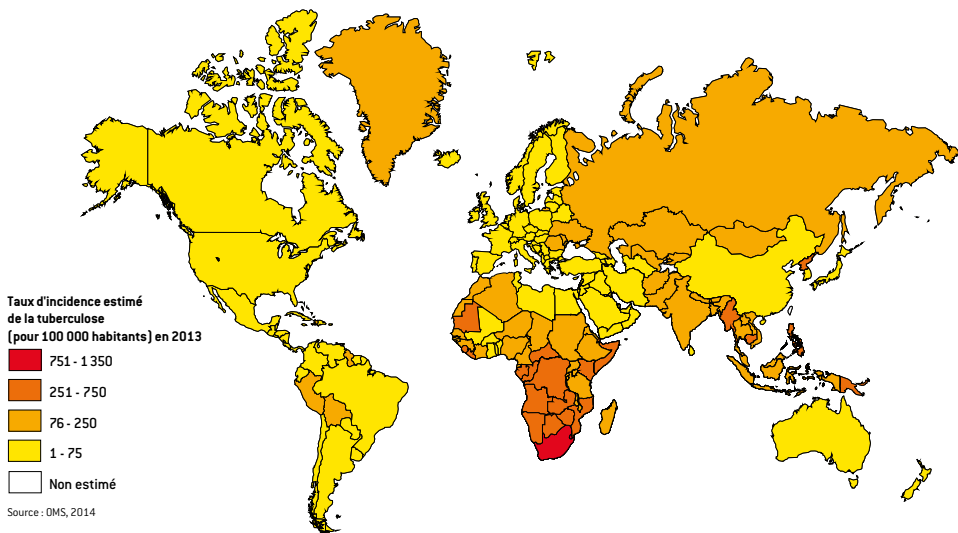 Taux d'incidence estimé
de la tuberculose
(pour 100 000 habitants) en 2013
751 - 1 350
251 - 750
76 - 250
1 - 75
Non estimé
Source : OMS, 2014